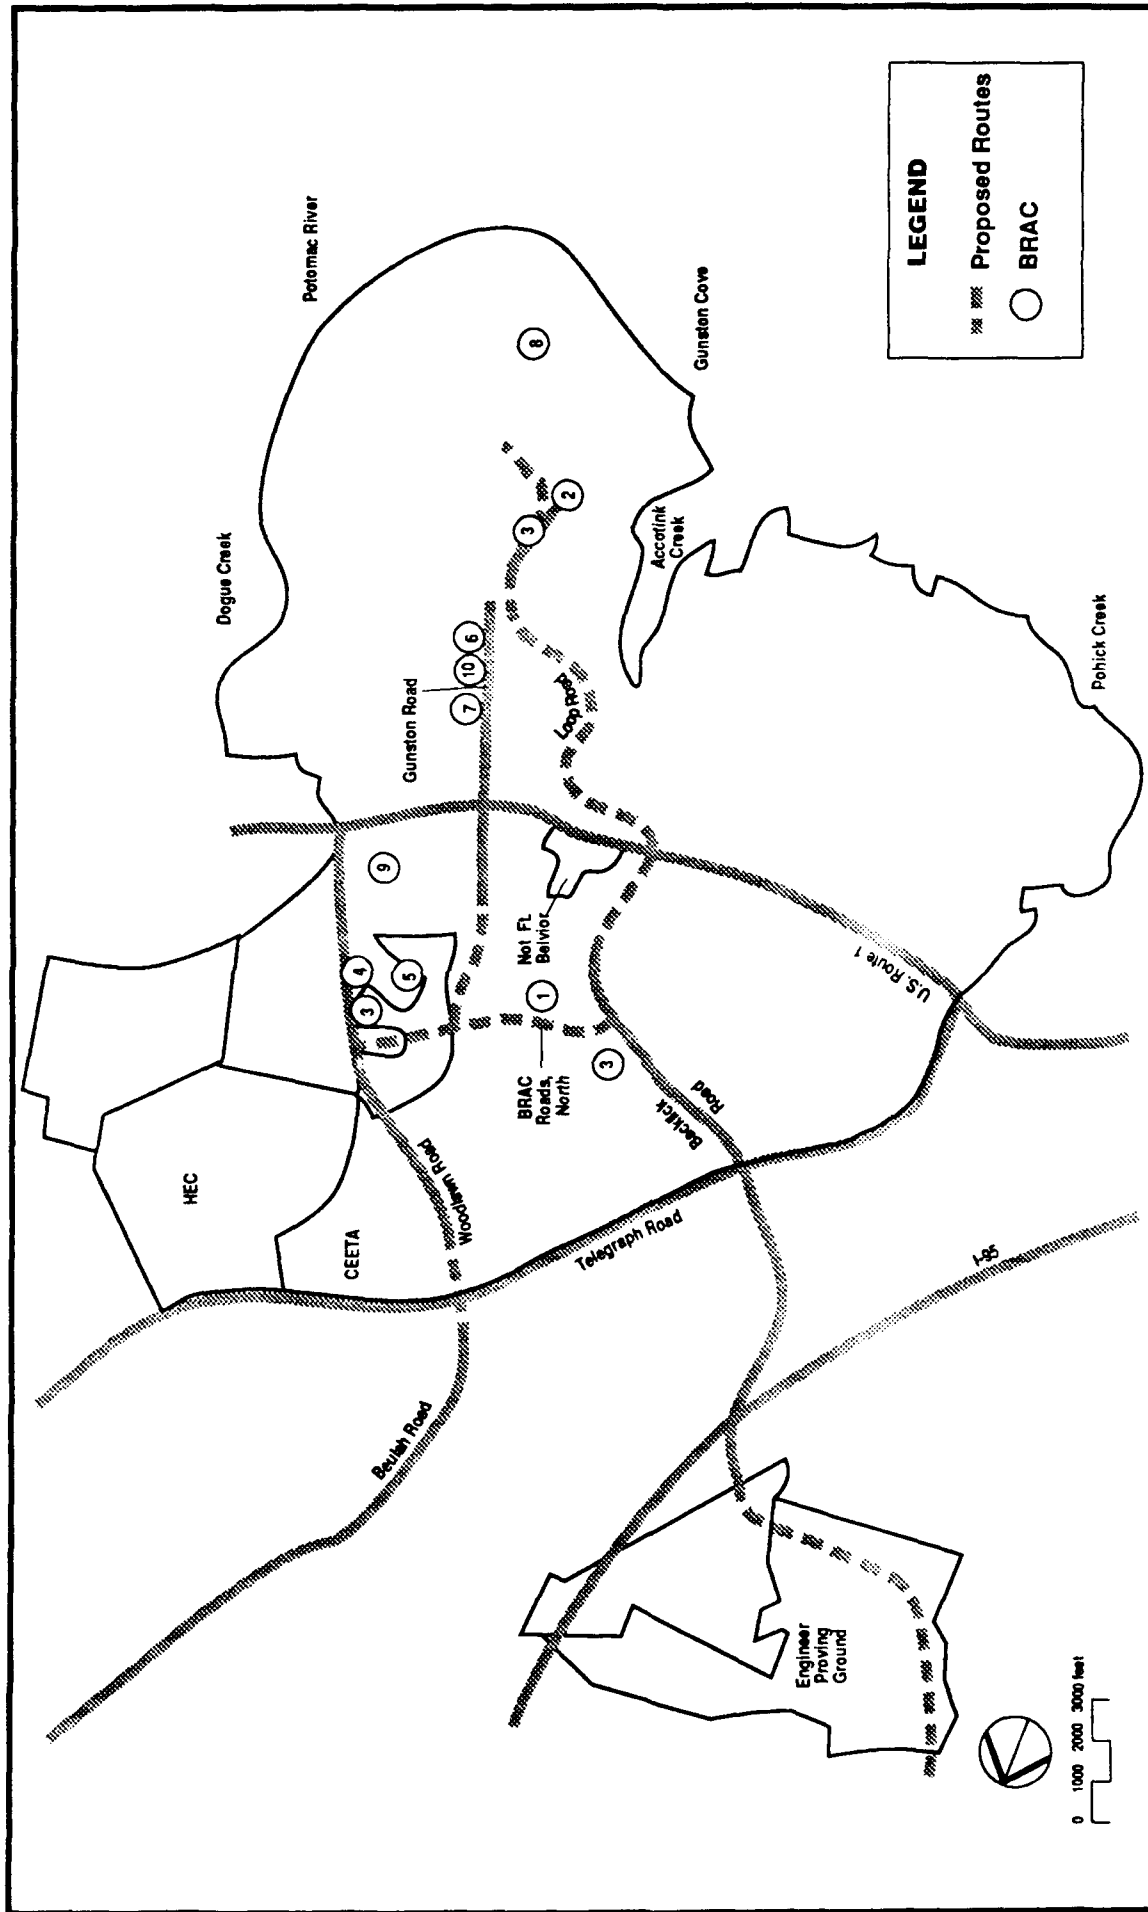 Potomac River
Dogue Creek
Gunston Cove
Accotink
Creek
Pohick Creek
8
2
3
6
10
7
Gunston Road
Loop Road
9
4
5
3
Not Ft.
Belvior
1
3
BRAC
Roads,
North
U.S. Route 1
Backlick
Road
Woodlawn Road
HEC
CEETA
Telegraph Road
I-95
Beulah Road
Engineer
Proving
Ground
0 1000 2000 3000 feet
LEGEND
Proposed Routes
BRAC